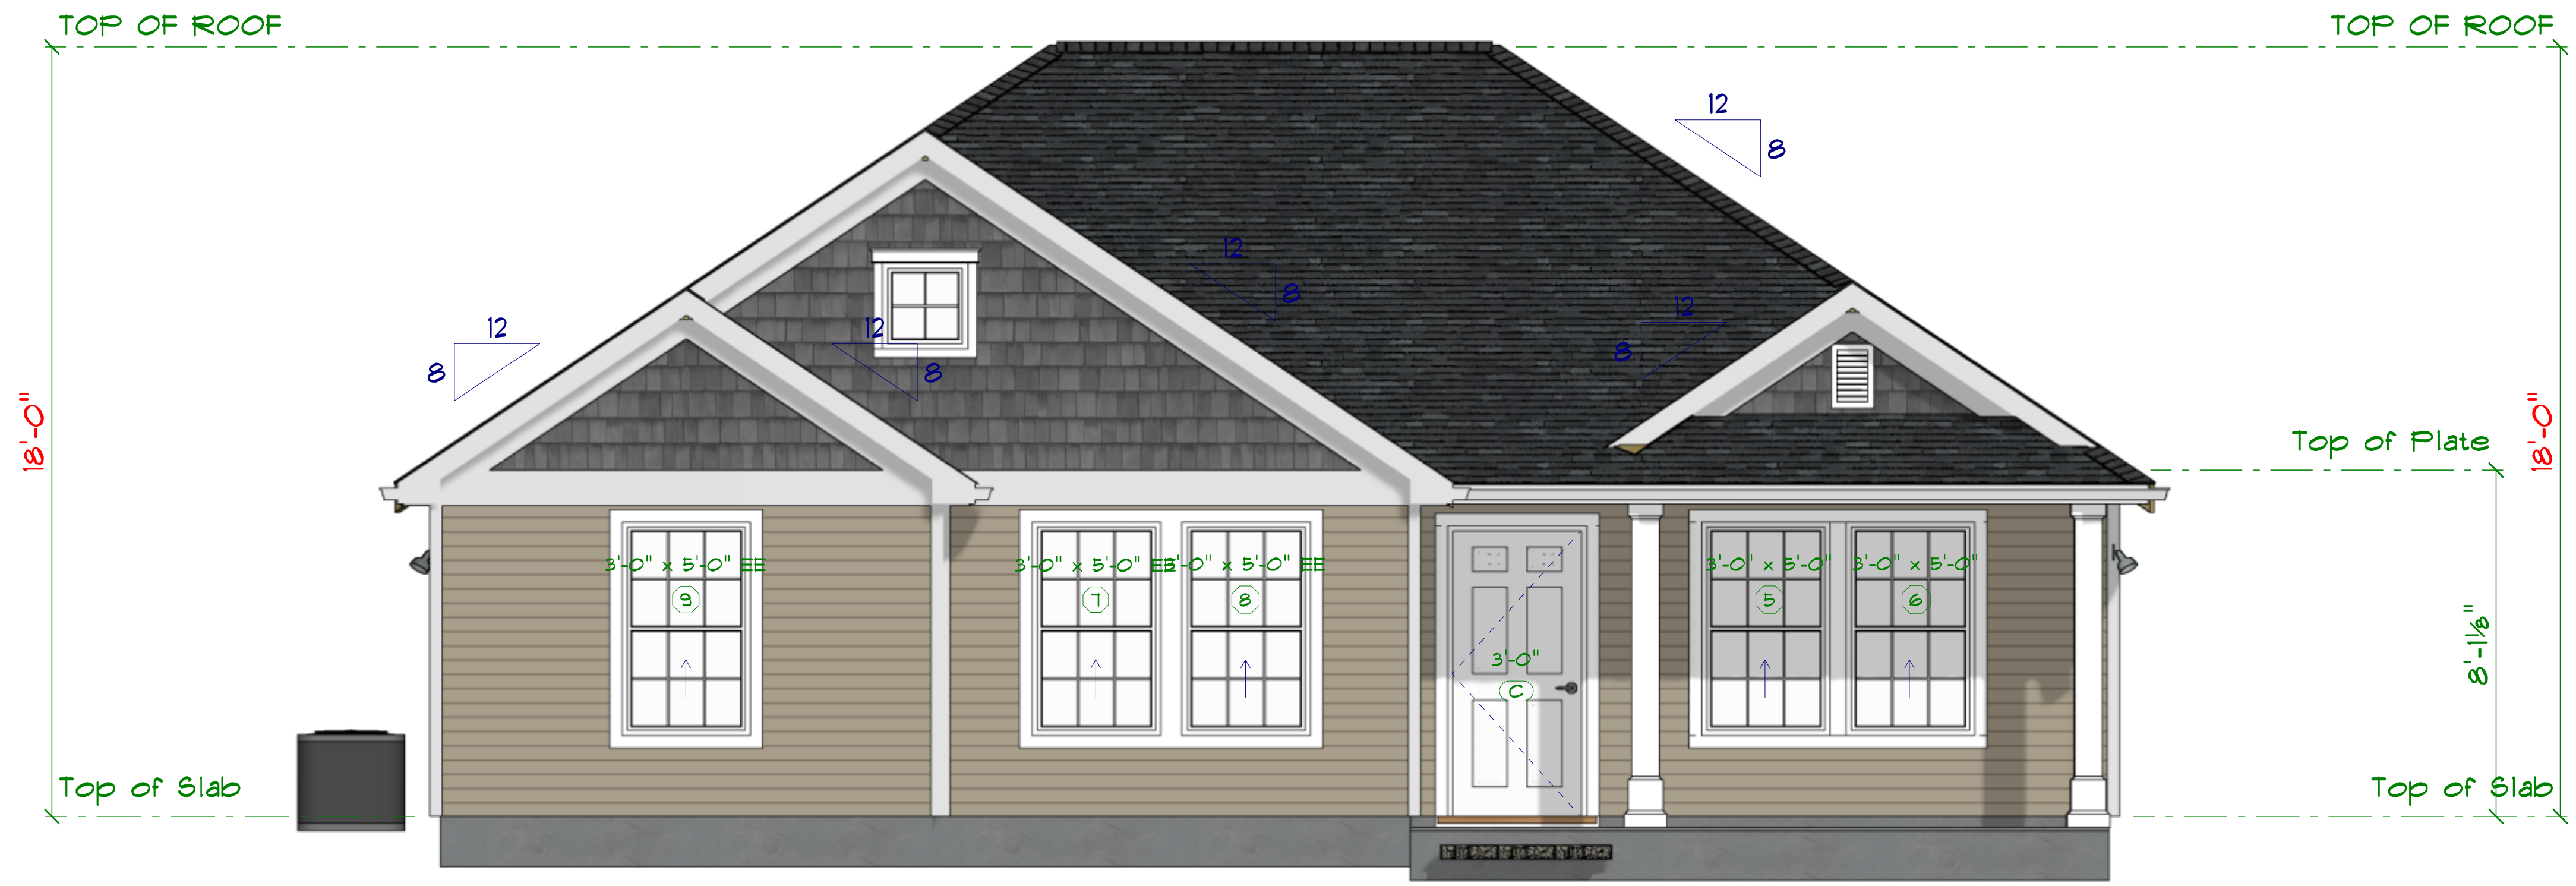 TOP OF ROOF
TOP OF ROOF
12
8
12
8
12
8
12
8
12
8
18'-0"
18'-0"
Top of Plate
3'-0" x 5'-0" EE
3'-0" x 5'-0" EE
3'-0" x 5'-0" EE
3'-0" x 5'-0"
3'-0" x 5'-0"
9
7
8
5
6
8'-1⅛"
3'-0"
C
Top of Slab
Top of Slab